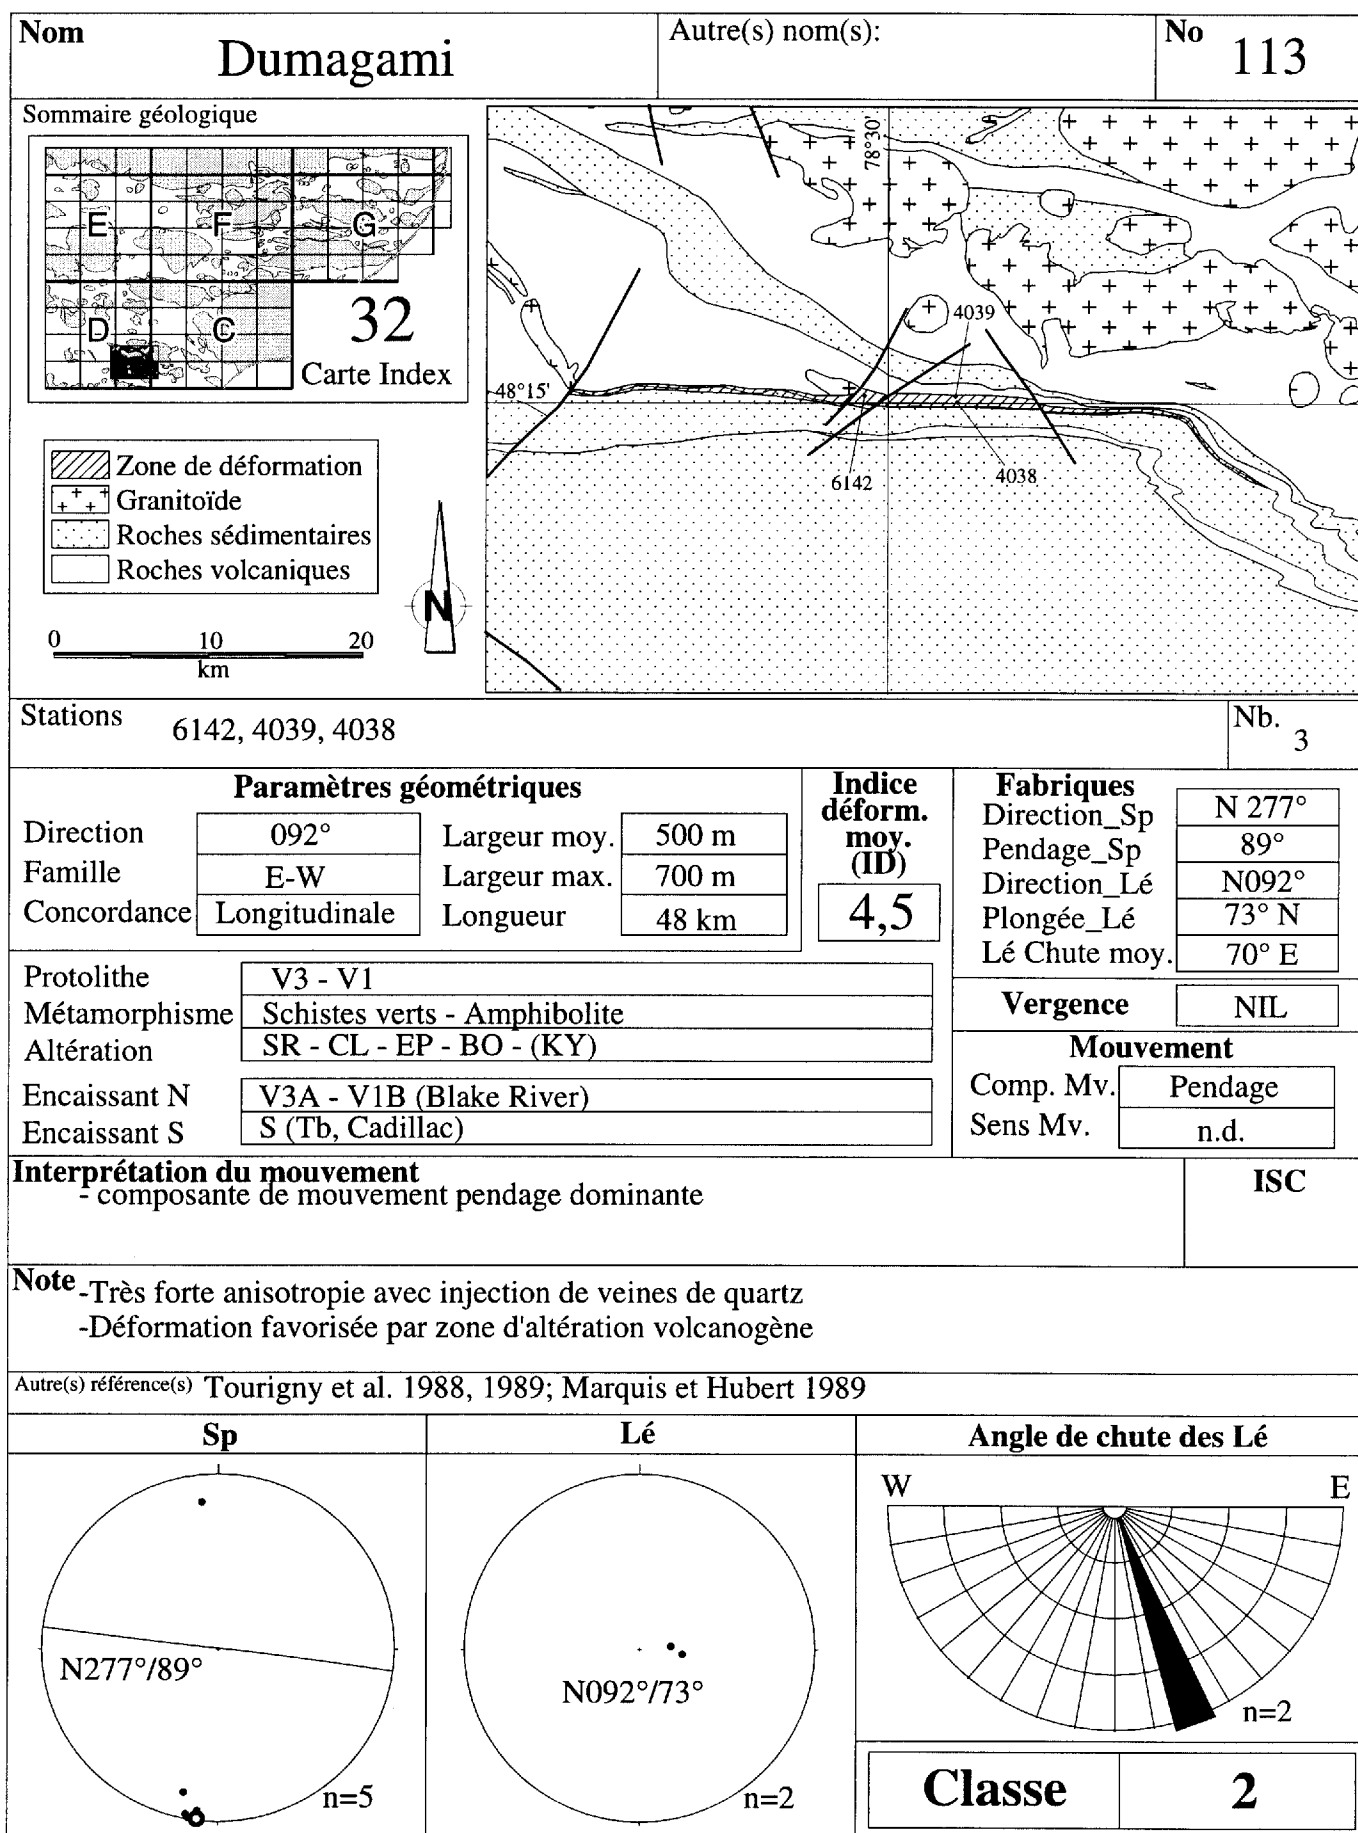 Nom
Dumagami
Autre(s) nom(s):
No
113
Sommaire géologique
E
F
G
D
C
32
Carte Index
78°30'
48°15'
4039
6142
4038
Zone de déformation
Granitoïde
Roches sédimentaires
Roches volcaniques
N
0 10 20
km
Stations
6142, 4039, 4038
Nb.
3
Paramètres géométriques
Direction 092°
Famille E-W
Concordance Longitudinale
Largeur moy. 500 m
Largeur max. 700 m
Longueur 48 km
Indice
déform.
moy.
(ID)
4,5
Fabriques
Direction_Sp N 277°
Pendage_Sp 89°
Direction_Lé N092°
Plongée_Lé 73° N
Lé Chute moy. 70° E
Protolithe V3 - V1
Métamorphisme Schistes verts - Amphibolite
Altération SR - CL - EP - BO - (KY)
Encaissant N V3A - V1B (Blake River)
Encaissant S S (Tb, Cadillac)
Vergence NIL
Mouvement
Comp. Mv. Pendage
Sens Mv. n.d.
Interprétation du mouvement
- composante de mouvement pendage dominante
ISC
Note
-Très forte anisotropie avec injection de veines de quartz
-Déformation favorisée par zone d'altération volcanogène
Autre(s) référence(s) Tourigny et al. 1988, 1989; Marquis et Hubert 1989
Sp
N277°/89°
n=5
Lé
N092°/73°
n=2
Angle de chute des Lé
W E
n=2
Classe 2